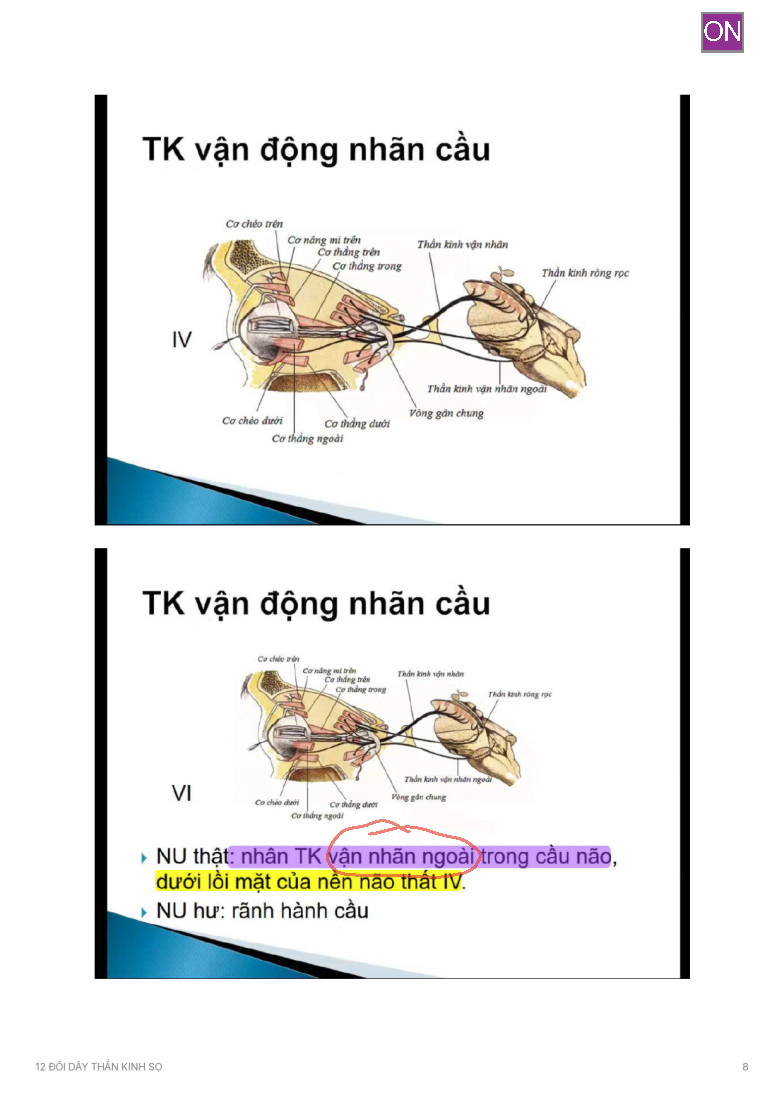 ON
TK vận động nhãn cầu
Cơ chéo trên
Cơ nâng mi trên
Cơ thẳng trên
Cơ thẳng trong
Thần kinh vận nhãn
Thần kinh ròng rọc
IV
Thần kinh vận nhãn ngoài
Vòng gân chung
Cơ chéo dưới
Cơ thẳng dưới
Cơ thẳng ngoài
TK vận động nhãn cầu
Cơ chéo trên
Cơ nâng mi trên
Cơ thẳng trên
Cơ thẳng trong
Thần kinh vận nhãn
Thần kinh ròng rọc
Thần kinh vận nhãn ngoài
VI
Vòng gân chung
Cơ chéo dưới
Cơ thẳng dưới
Cơ thẳng ngoài
NU thật: nhân TK vận nhãn ngoài trong cầu não,
dưới lồi mặt của nền não thất IV.
NU hư: rãnh hành cầu
12 ĐÔI DÂY THẦN KINH SỌ
8